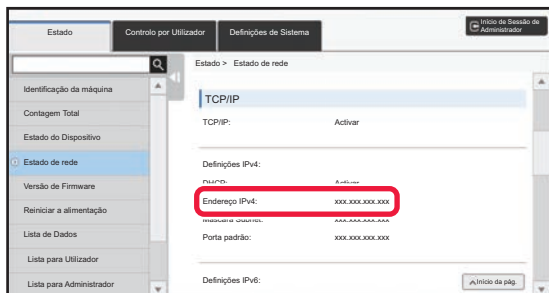 Estado
Controlo por Utilizador
Definições de Sistema
Início de Sessão de
Administrador
Estado > Estado de rede
Identificação da máquina
Contagem Total
Estado do Dispositivo
Estado de rede
Versão de Firmware
Reiniciar a alimentação
Lista de Dados
Lista para Utilizador
Lista para Administrador
TCP/IP
TCP/IP: Activar
Definições IPv4:
DHCP: Activar
Endereço IPv4: xxx.xxx.xxx.xxx
Máscara Subnet: xxx.xxx.xxx.xxx
Porta padrão: xxx.xxx.xxx.xxx
Definições IPv6:
Início da pág.